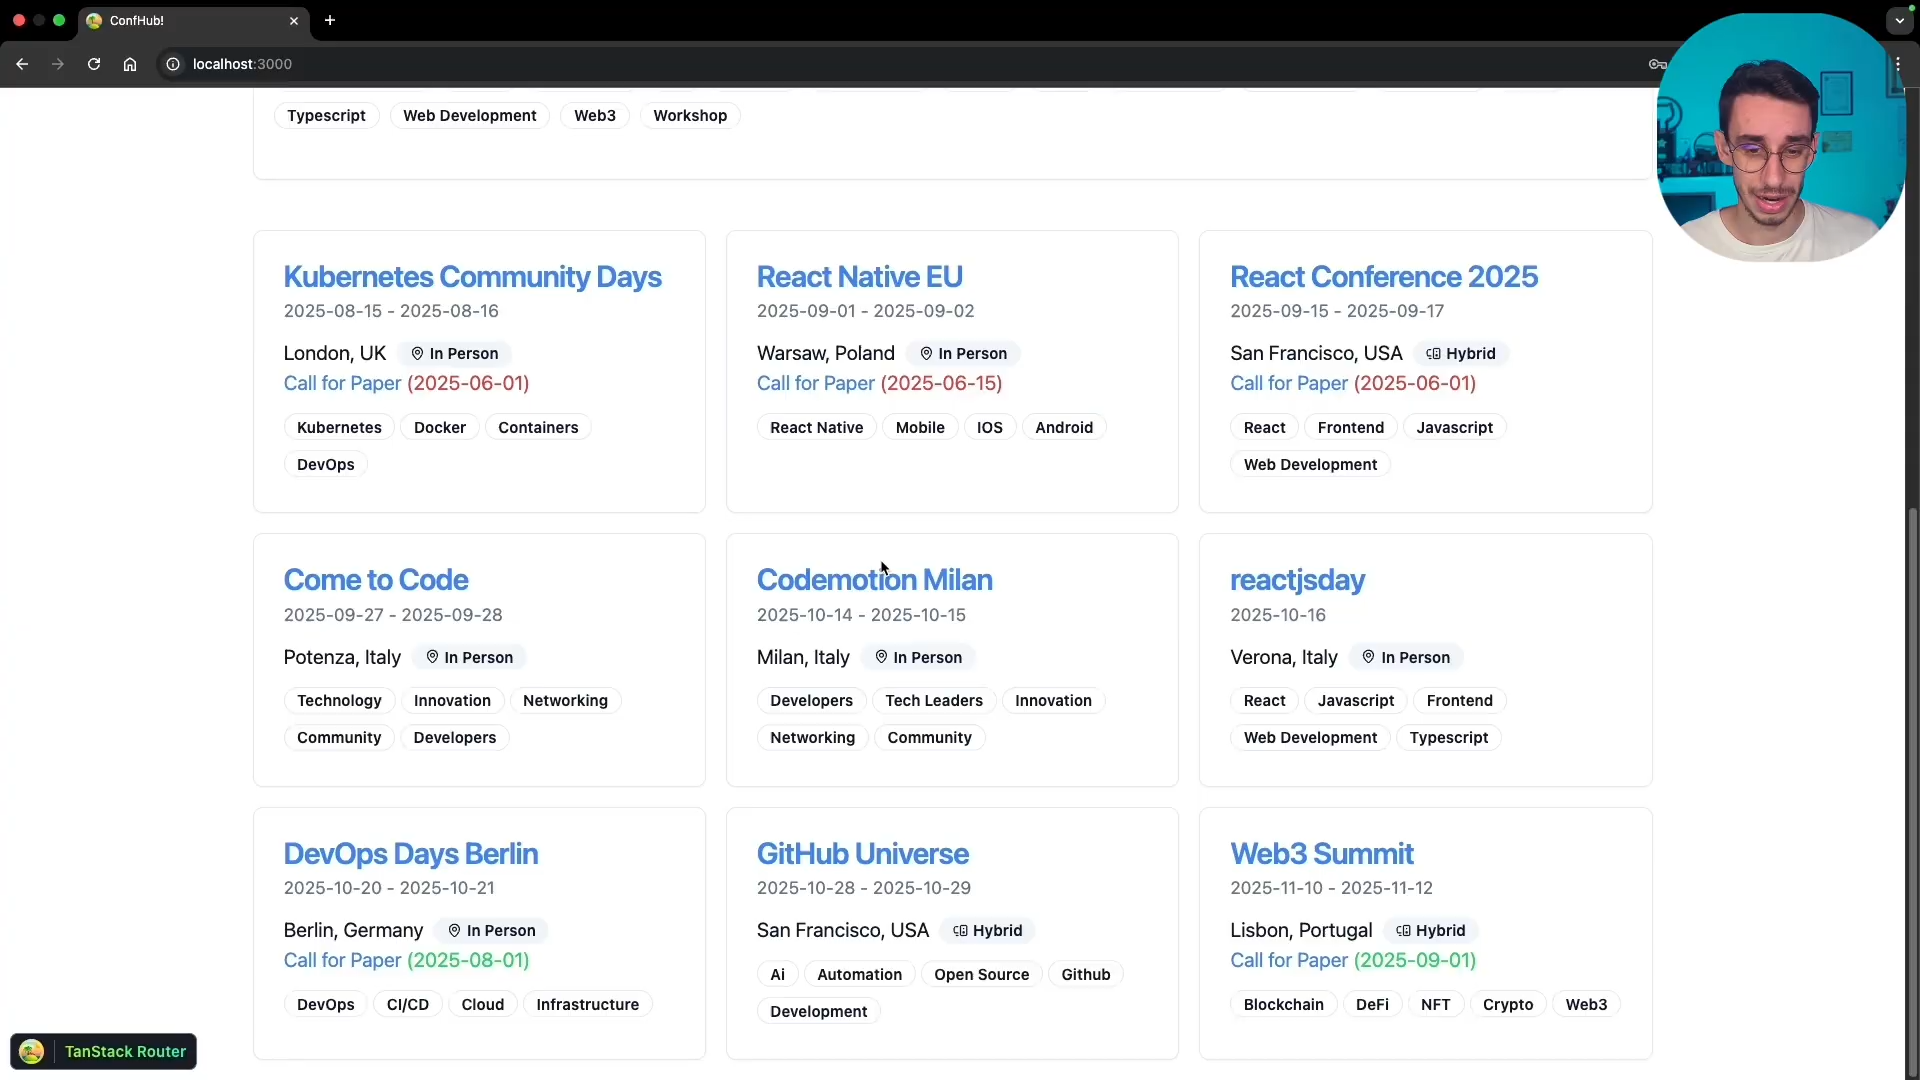 ConfHub!
localhost:3000
Typescript Web Development Web3 Workshop
Kubernetes Community Days
2025-08-15 - 2025-08-16
London, UK In Person
Call for Paper (2025-06-01)
Kubernetes Docker Containers
DevOps
React Native EU
2025-09-01 - 2025-09-02
Warsaw, Poland In Person
Call for Paper (2025-06-15)
React Native Mobile IOS Android
React Conference 2025
2025-09-15 - 2025-09-17
San Francisco, USA Hybrid
Call for Paper (2025-06-01)
React Frontend Javascript
Web Development
Come to Code
2025-09-27 - 2025-09-28
Potenza, Italy In Person
Technology Innovation Networking
Community Developers
Codemotion Milan
2025-10-14 - 2025-10-15
Milan, Italy In Person
Developers Tech Leaders Innovation
Networking Community
reactjsday
2025-10-16
Verona, Italy In Person
React Javascript Frontend
Web Development Typescript
DevOps Days Berlin
2025-10-20 - 2025-10-21
Berlin, Germany In Person
Call for Paper (2025-08-01)
DevOps CI/CD Cloud Infrastructure
GitHub Universe
2025-10-28 - 2025-10-29
San Francisco, USA Hybrid
Ai Automation Open Source Github
Development
Web3 Summit
2025-11-10 - 2025-11-12
Lisbon, Portugal Hybrid
Call for Paper (2025-09-01)
Blockchain DeFi NFT Crypto Web3
TanStack Router